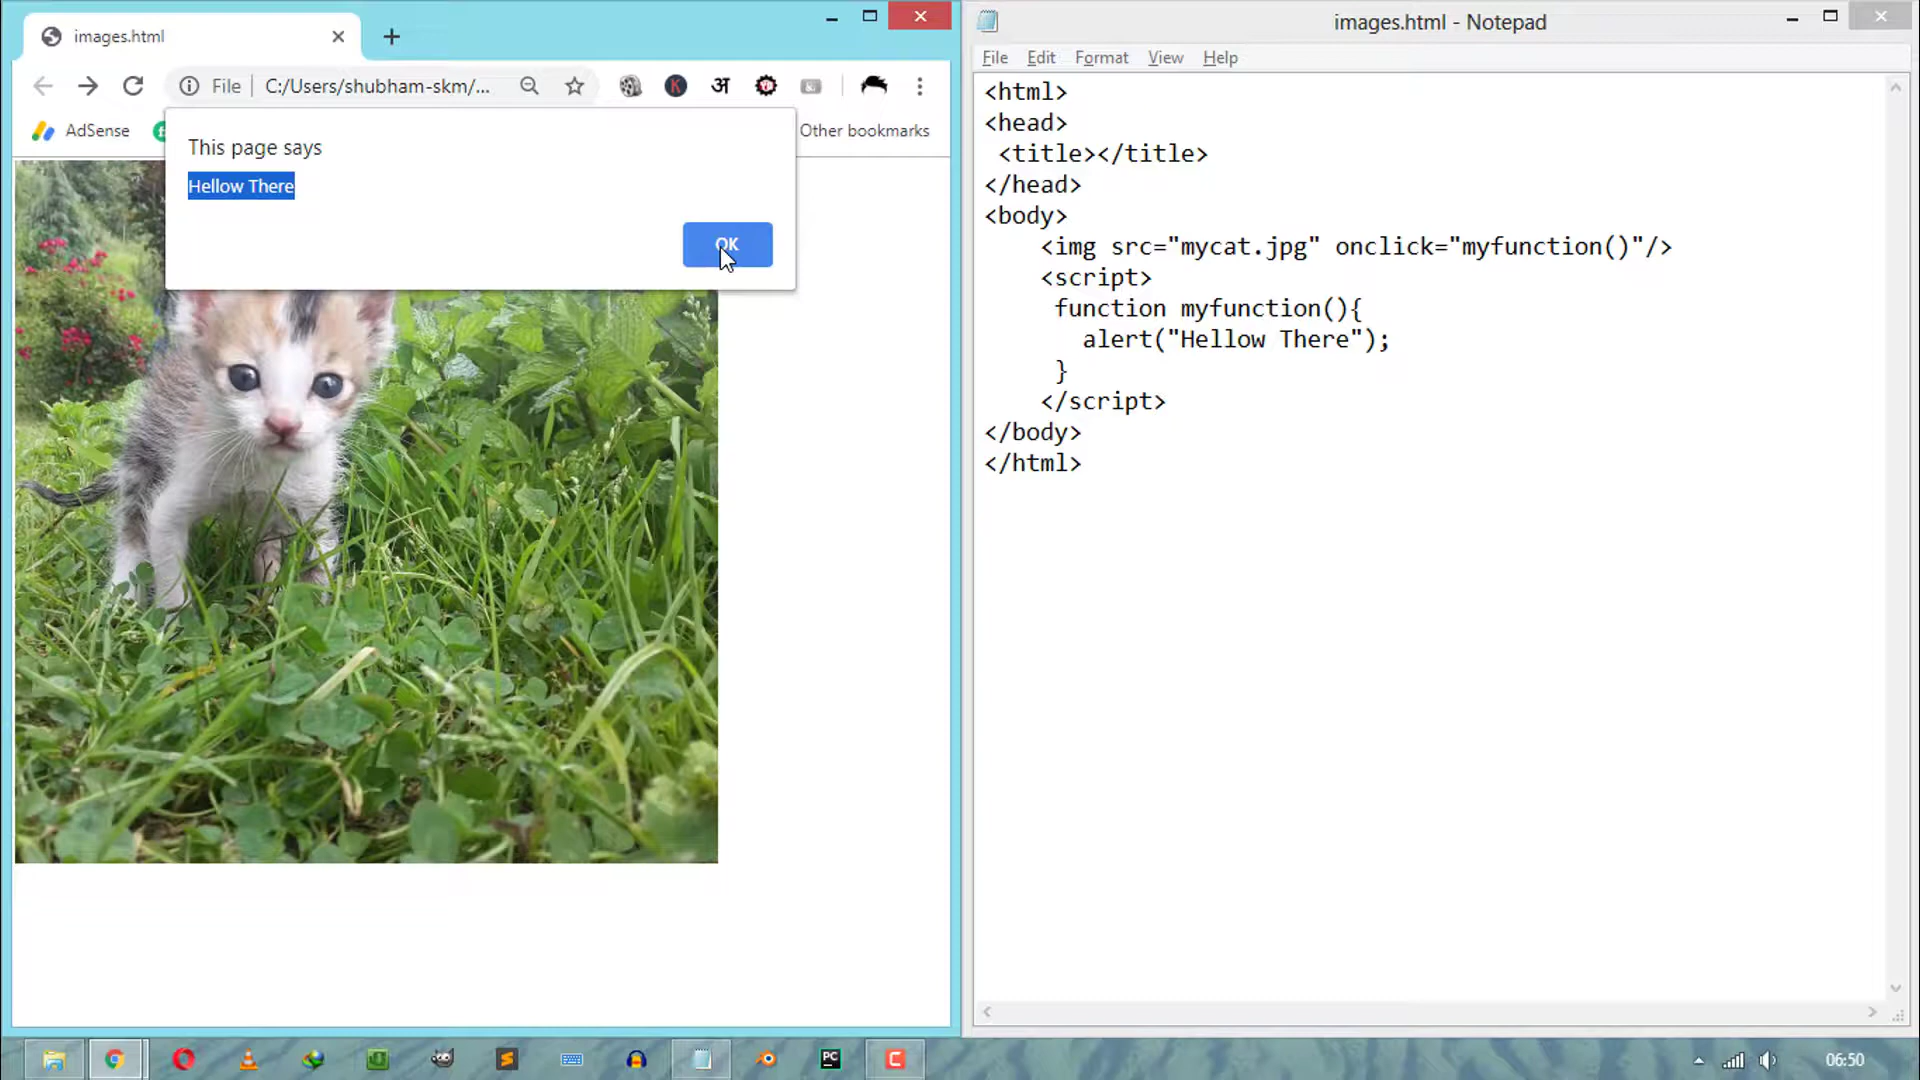 images.html
File
C:/Users/shubham-skm/...
K
अ
AdSense
Other bookmarks
This page says
Hellow There
OK
images.html - Notepad
File Edit Format View Help
<html>
<head>
<title></title>
</head>
<body>
<img src="mycat.jpg" onclick="myfunction()"/>
<script>
function myfunction(){
alert("Hellow There");
}
</script>
</body>
</html>
PC
C
06:50